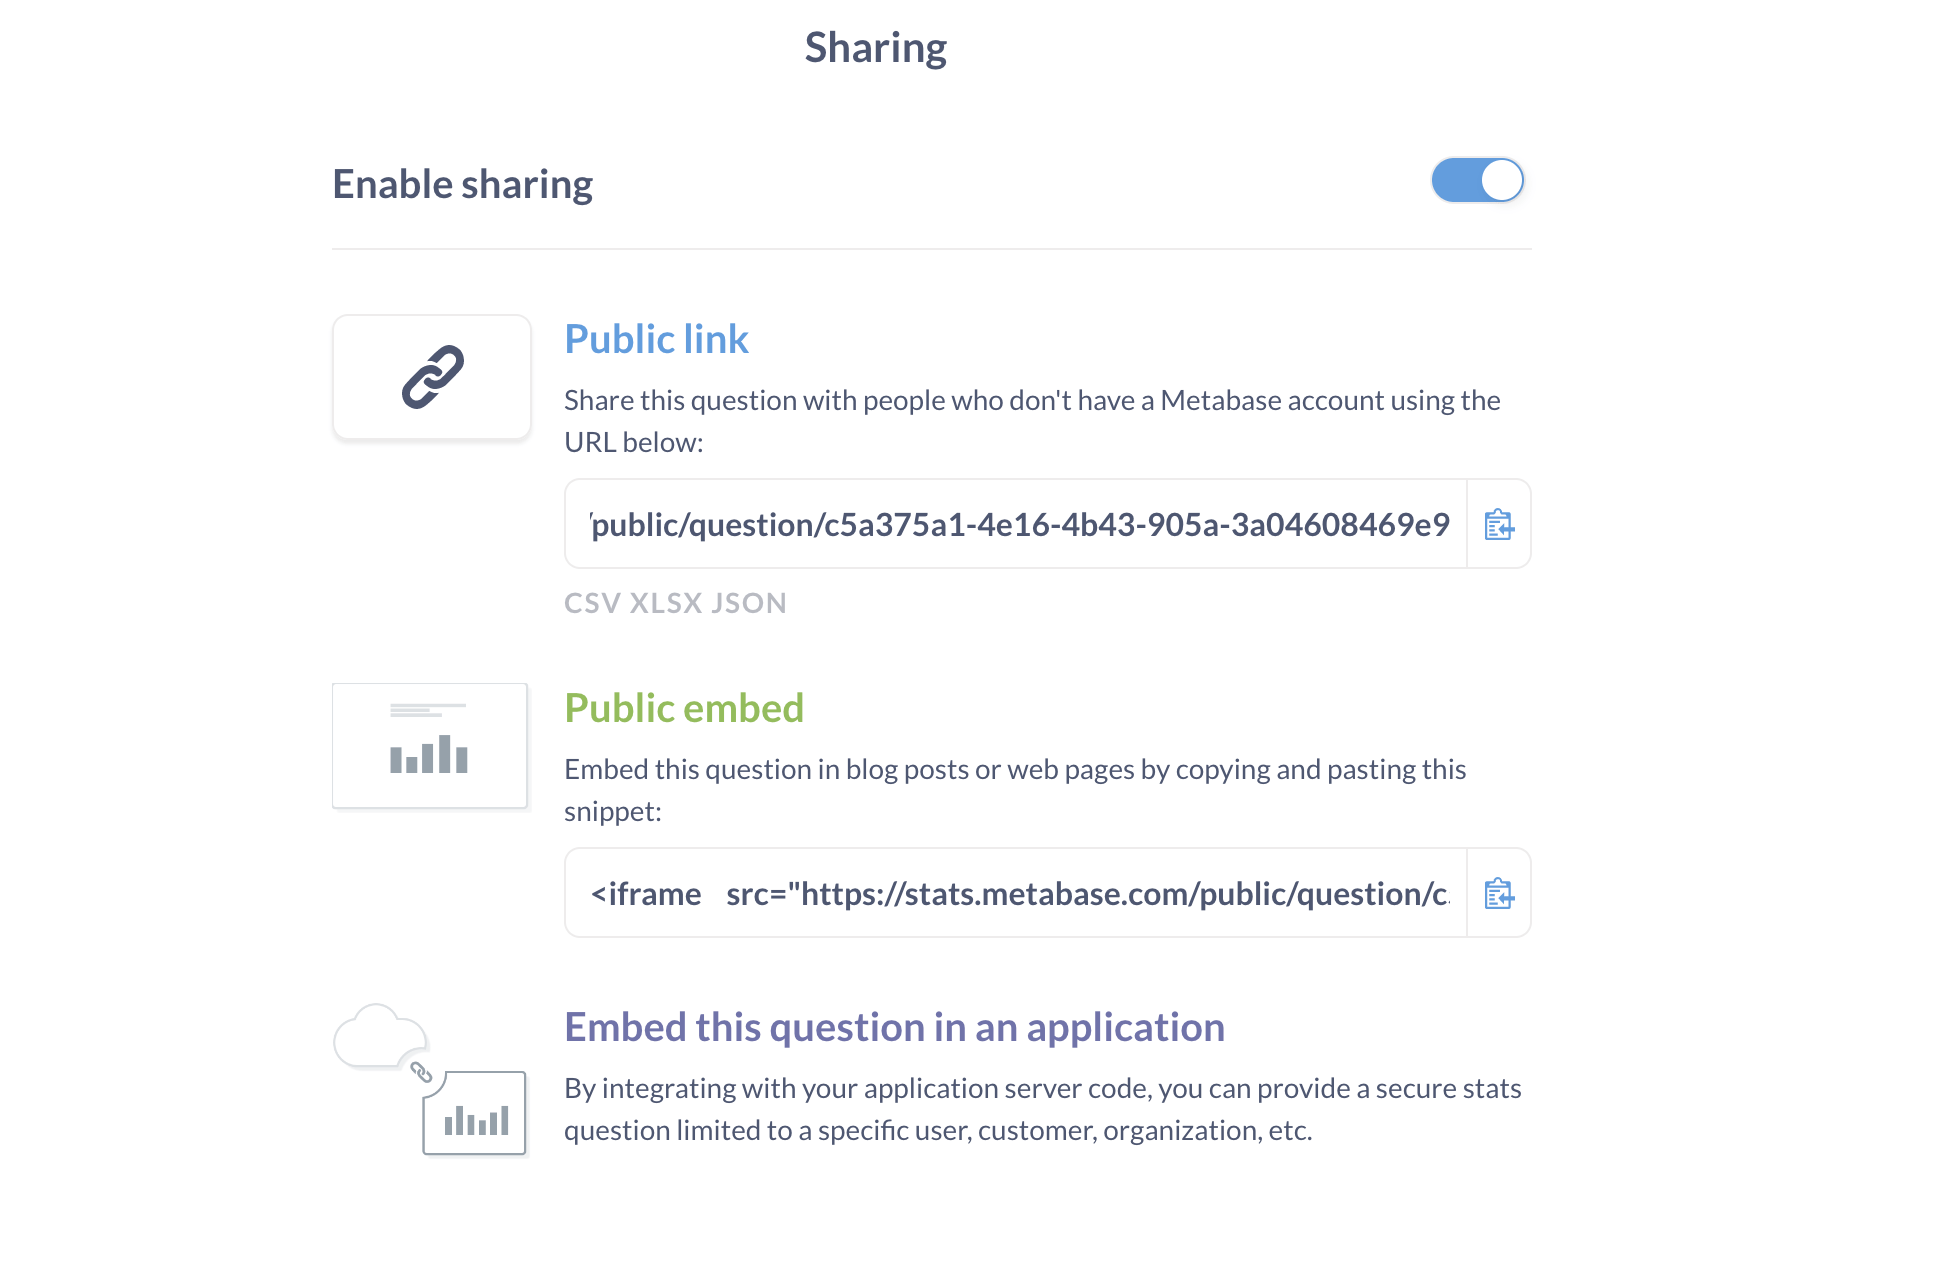 Sharing
Enable sharing
Public link
Share this question with people who don't have a Metabase account using the
URL below:
/public/question/c5a375a1-4e16-4b43-905a-3a04608469e9
CSV XLSX JSON
Public embed
Embed this question in blog posts or web pages by copying and pasting this
snippet:
<iframe src="https://stats.metabase.com/public/question/c
Embed this question in an application
By integrating with your application server code, you can provide a secure stats
question limited to a specific user, customer, organization, etc.